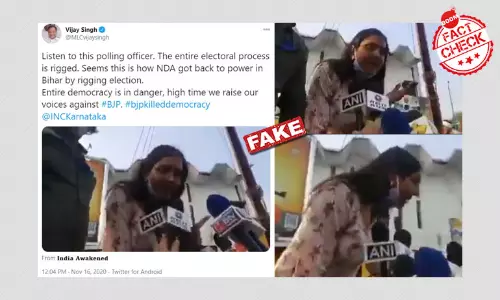 Vijay Singh
@MLCvijaysingh
Listen to this polling officer. The entire electoral process
is rigged. Seems this is how NDA got back to power in
Bihar by rigging election.
Entire democracy is in danger, high time we raise our
voices against #BJP. #bjpkilleddemocracy
@INCKarnataka
ANI
From India Awakened
12:04 PM · Nov 16, 2020 · Twitter for Android
FAKE
ANI
ANI
BOOM
FACT
CHECK